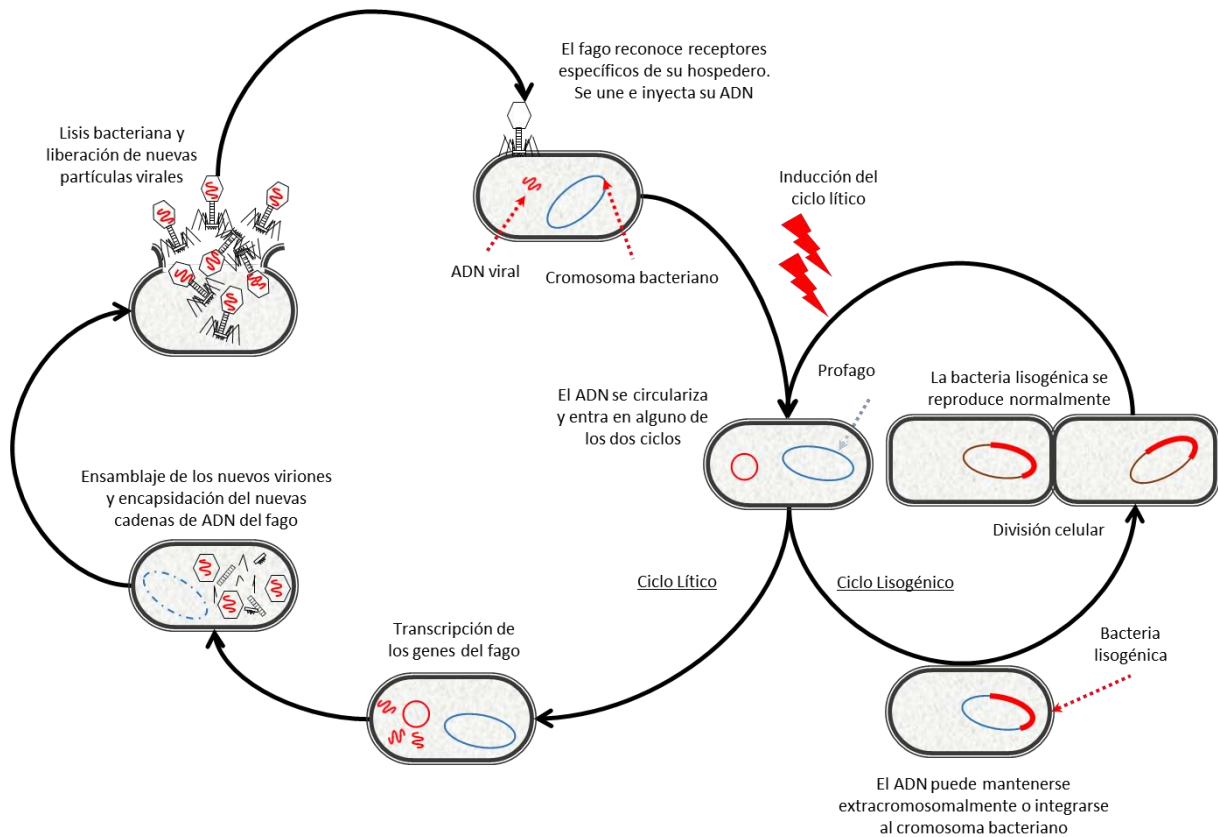 El fago reconoce receptores
específicos de su hospedero.
Se une e inyecta su ADN
Lisis bacteriana y
liberación de nuevas
partículas virales
Inducción del
ciclo lítico
ADN viral
Cromosoma bacteriano
Profago
El ADN se circulariza
y entra en alguno de
los dos ciclos
La bacteria lisogénica se
reproduce normalmente
Ensamblaje de los nuevos viriones
y encapsidación del nuevas
cadenas de ADN del fago
División celular
Ciclo Lítico
Ciclo Lisogénico
Transcripción de
los genes del fago
Bacteria
lisogénica
El ADN puede mantenerse
extracromosomalmente o integrarse
al cromosoma bacteriano